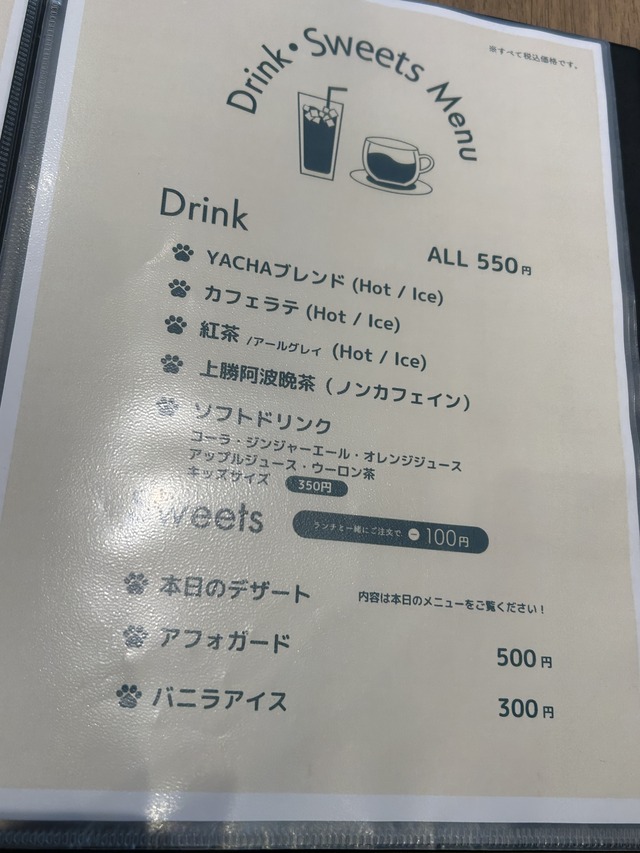 Drink・Sweets Menu
※すべて税込価格です。
Drink
ALL 550円
YACHAブレンド (Hot / Ice)
カフェラテ (Hot / Ice)
紅茶 /アールグレイ (Hot / Ice)
上勝阿波晩茶（ノンカフェイン）
ソフトドリンク
コーラ・ジンジャーエール・オレンジジュース
アップルジュース・ウーロン茶
キッズサイズ 350円
Sweets ランチと一緒にご注文で - 100円
本日のデザート 内容は本日のメニューをご覧ください！
アフォガード 500円
バニラアイス 300円